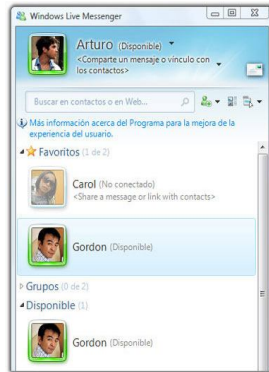 Windows Live Messenger
Arturo (Disponible)
<Comparte un mensaje o vínculo con
los contactos>
Buscar en contactos o en Web...
Más información acerca del Programa para la mejora de la
experiencia del usuario.
Favoritos (1 de 2)
Carol (No conectado)
<Share a message or link with contacts>
Gordon (Disponible)
Grupos (0 de 2)
Disponible (1)
Gordon (Disponible)